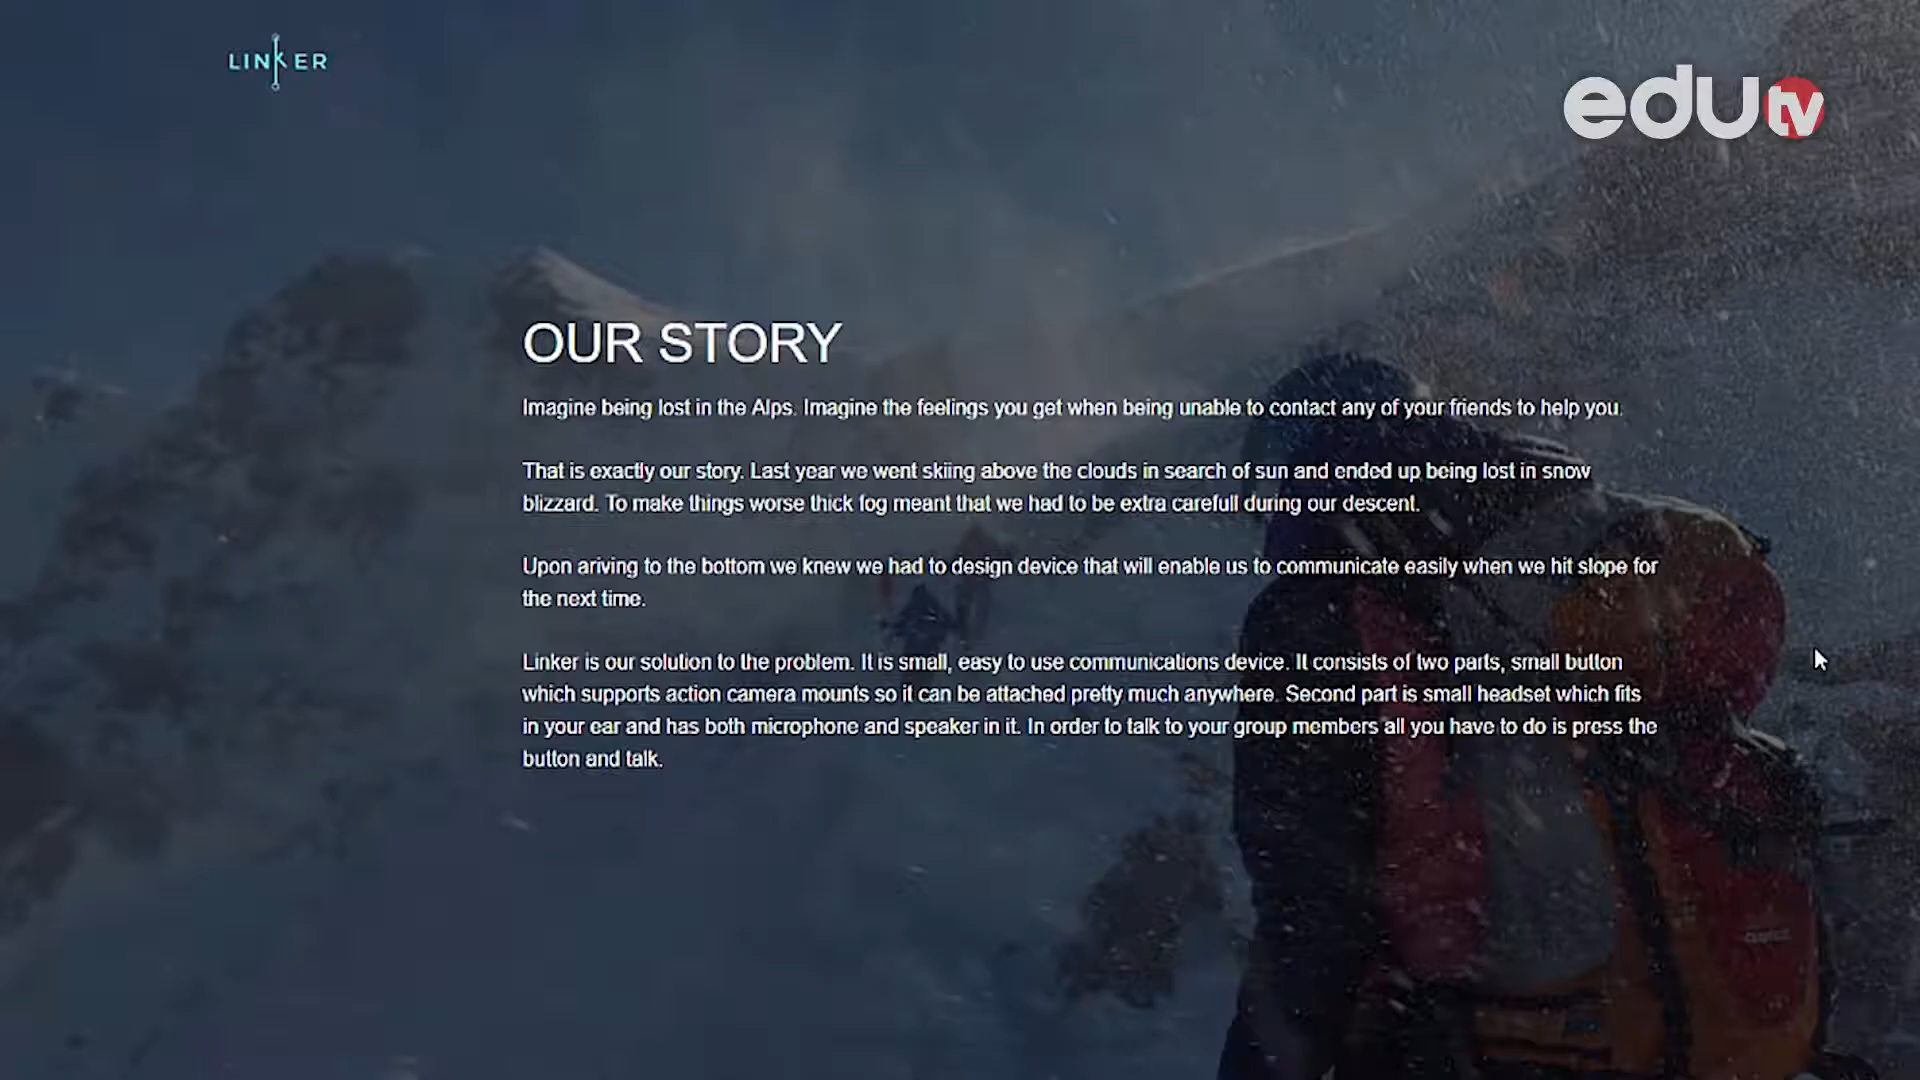 LINKER
edutv
OUR STORY
Imagine being lost in the Alps. Imagine the feelings you get when being unable to contact any of your friends to help you.
That is exactly our story. Last year we went skiing above the clouds in search of sun and ended up being lost in snow
blizzard. To make things worse thick fog meant that we had to be extra carefull during our descent.
Upon ariving to the bottom we knew we had to design device that will enable us to communicate easily when we hit slope for
the next time.
Linker is our solution to the problem. It is small, easy to use communications device. It consists of two parts, small button
which supports action camera mounts so it can be attached pretty much anywhere. Second part is small headset which fits
in your ear and has both microphone and speaker in it. In order to talk to your group members all you have to do is press the
button and talk.